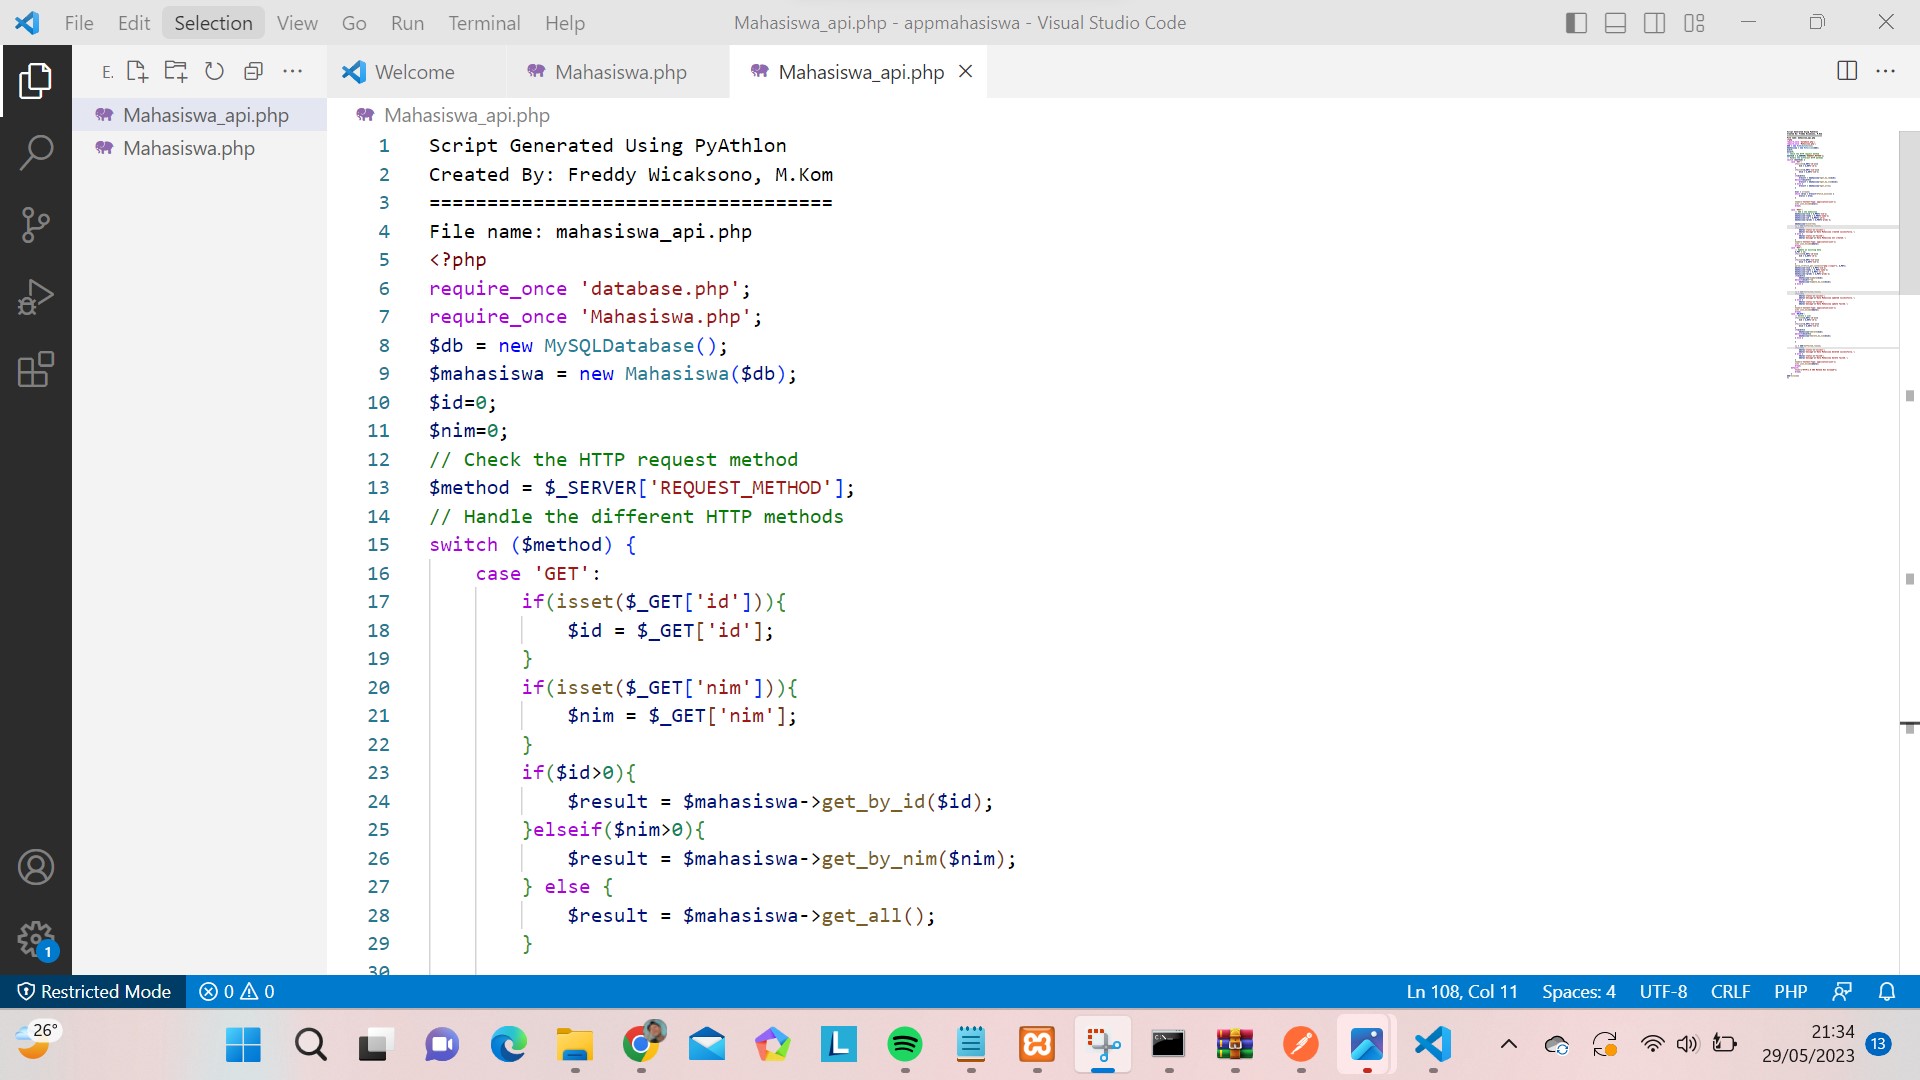 File Edit Selection View Go Run Terminal Help
Mahasiswa_api.php - appmahasiswa - Visual Studio Code
E.
Welcome
Mahasiswa.php
Mahasiswa_api.php
Mahasiswa_api.php
Mahasiswa.php
Mahasiswa_api.php
1 Script Generated Using PyAthlon
2 Created By: Freddy Wicaksono, M.Kom
3 ===================================
4 File name: mahasiswa_api.php
5 <?php
6 require_once 'database.php';
7 require_once 'Mahasiswa.php';
8 $db = new MySQLDatabase();
9 $mahasiswa = new Mahasiswa($db);
10 $id=0;
11 $nim=0;
12 // Check the HTTP request method
13 $method = $_SERVER['REQUEST_METHOD'];
14 // Handle the different HTTP methods
15 switch ($method) {
16     case 'GET':
17         if(isset($_GET['id'])){
18             $id = $_GET['id'];
19         }
20         if(isset($_GET['nim'])){
21             $nim = $_GET['nim'];
22         }
23         if($id>0){
24             $result = $mahasiswa->get_by_id($id);
25         }elseif($nim>0){
26             $result = $mahasiswa->get_by_nim($nim);
27         } else {
28             $result = $mahasiswa->get_all();
29         }
30
1
Restricted Mode
0 0
Ln 108, Col 11
Spaces: 4
UTF-8
CRLF
PHP
26°
L
21:34
29/05/2023
13